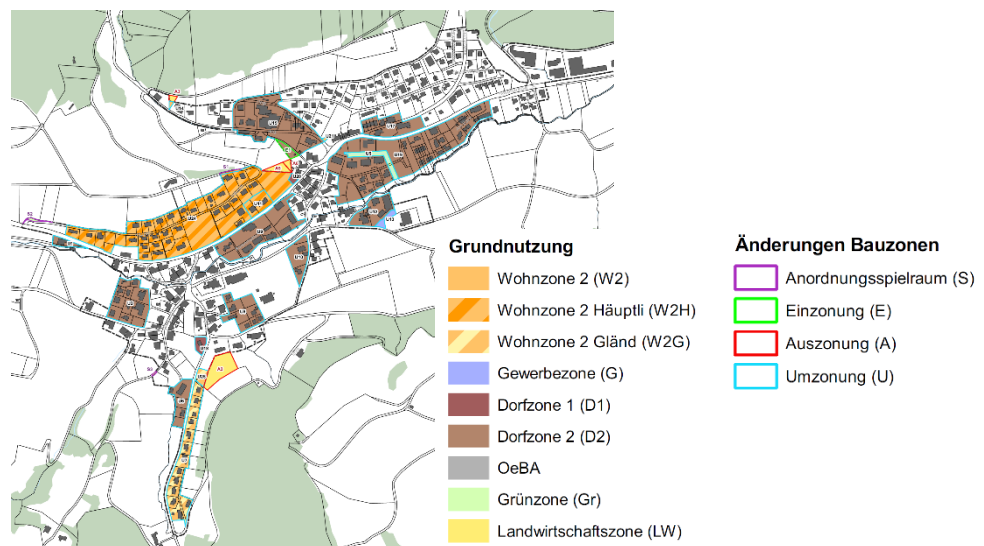 Grundnutzung
Wohnzone 2 (W2)
Wohnzone 2 Häuptli (W2H)
Wohnzone 2 Gländ (W2G)
Gewerbezone (G)
Dorfzone 1 (D1)
Dorfzone 2 (D2)
OeBA
Grünzone (Gr)
Landwirtschaftszone (LW)
Änderungen Bauzonen
Anordnungsspielraum (S)
Einzonung (E)
Auszonung (A)
Umzonung (U)